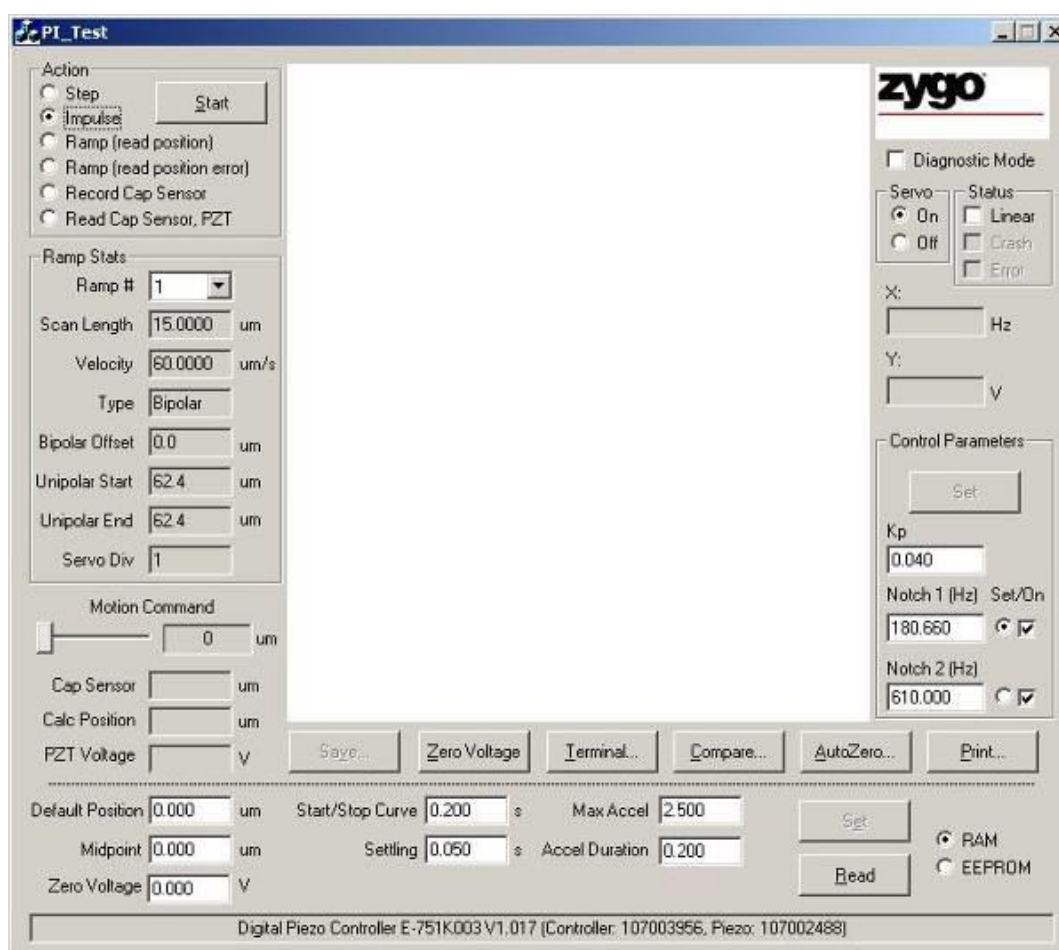 PI_Test
Action
Step
Start
Impulse
Ramp (read position)
Ramp (read position error)
Record Cap Sensor
Read Cap Sensor, PZT
Ramp Stats
Ramp # 1
Scan Length 15.0000 um
Velocity 60.0000 um/s
Type Bipolar
Bipolar Offset 0.0 um
Unipolar Start 62.4 um
Unipolar End 62.4 um
Servo Div 1
Motion Command
0 um
Cap Sensor um
Calc Position um
PZT Voltage V
zygo
Diagnostic Mode
Servo
On
Off
Status
Linear
Crash
Error
X:
Hz
Y:
V
Control Parameters
Set
Kp
0.040
Notch 1 (Hz) Set/On
180.660
Notch 2 (Hz)
610.000
Save... Zero Voltage Terminal... Compare... AutoZero... Print...
Default Position 0.000 um
Midpoint 0.000 um
Zero Voltage 0.000 V
Start/Stop Curve 0.200 s
Settling 0.050 s
Max Accel 2.500
Accel Duration 0.200
Set
Read
RAM
EEPROM
Digital Piezo Controller E-751K003 V1.017 (Controller: 107003956, Piezo: 107002488)